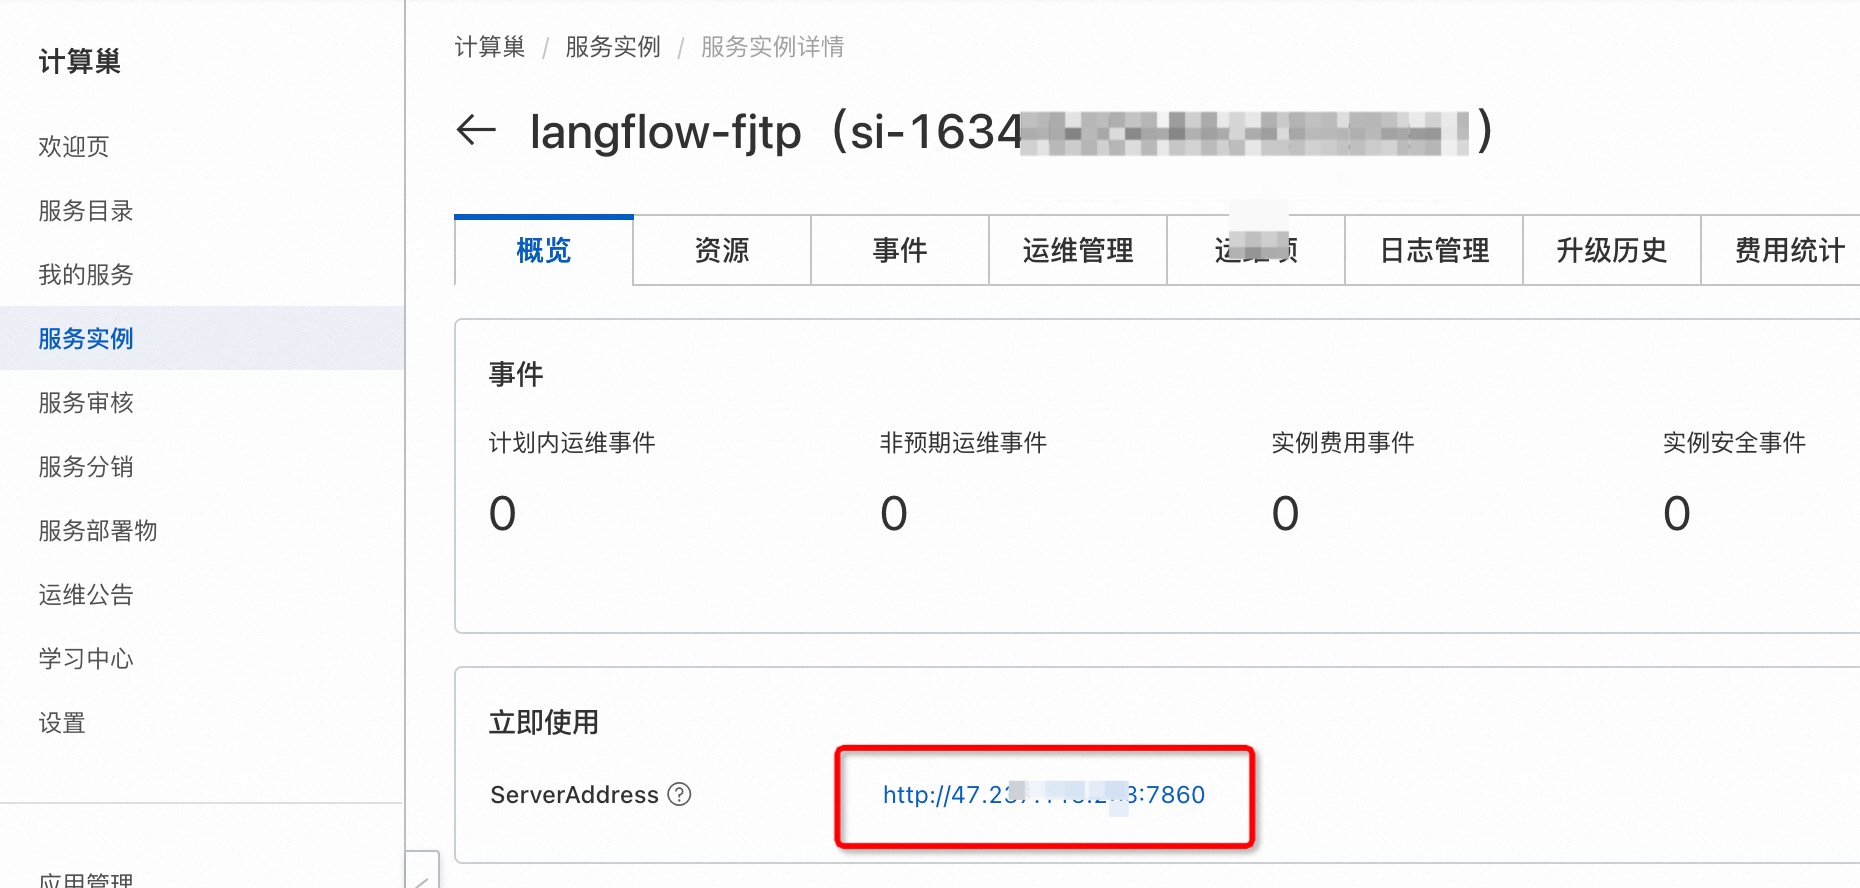 计算巢
欢迎页
服务目录
我的服务
服务实例
服务审核
服务分销
服务部署物
运维公告
学习中心
设置
应用管理
计算巢 / 服务实例 / 服务实例详情
langflow-fjtp（si-1634）
概览
资源
事件
运维管理
日志管理
升级历史
费用统计
事件
计划内运维事件
非预期运维事件
实例费用事件
实例安全事件
0
0
0
0
立即使用
ServerAddress ?
http://47.2 3:7860